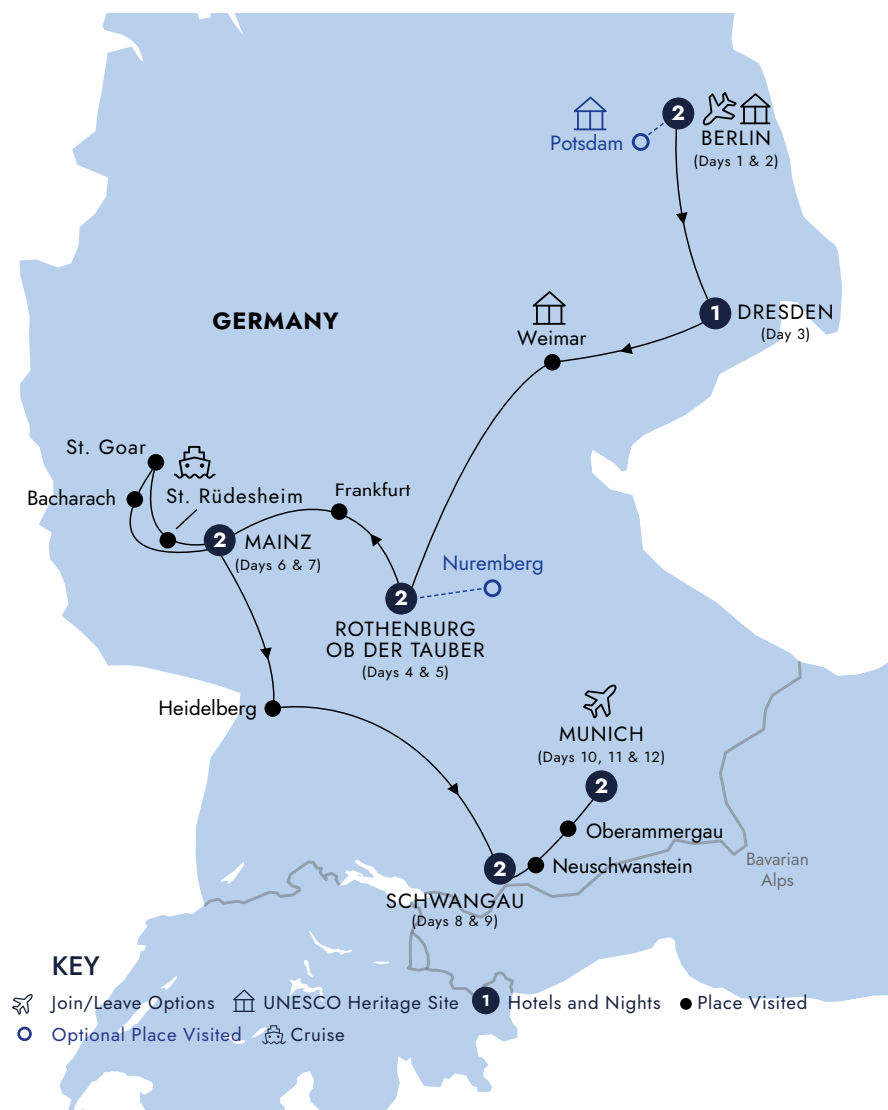 2
BERLIN
(Days 1 & 2)
Potsdam
1
DRESDEN
(Day 3)
GERMANY
Weimar
St. Goar
Bacharach
St. Rüdesheim
Frankfurt
2
MAINZ
(Days 6 & 7)
Nuremberg
2
ROTHENBURG
OB DER TAUBER
(Days 4 & 5)
Heidelberg
MUNICH
(Days 10, 11 & 12)
2
Oberammergau
Neuschwanstein
2
SCHWANGAU
(Days 8 & 9)
Bavarian
Alps
KEY
Join/Leave Options UNESCO Heritage Site 1 Hotels and Nights Place Visited
Optional Place Visited Cruise